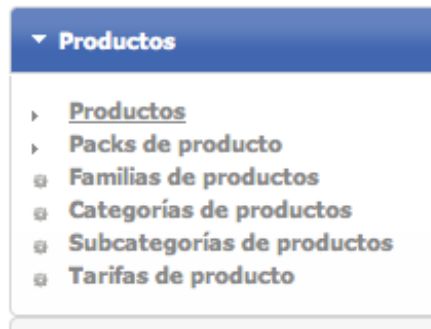 Productos
Productos
Packs de producto
Familias de productos
Categorías de productos
Subcategorías de productos
Tarifas de producto